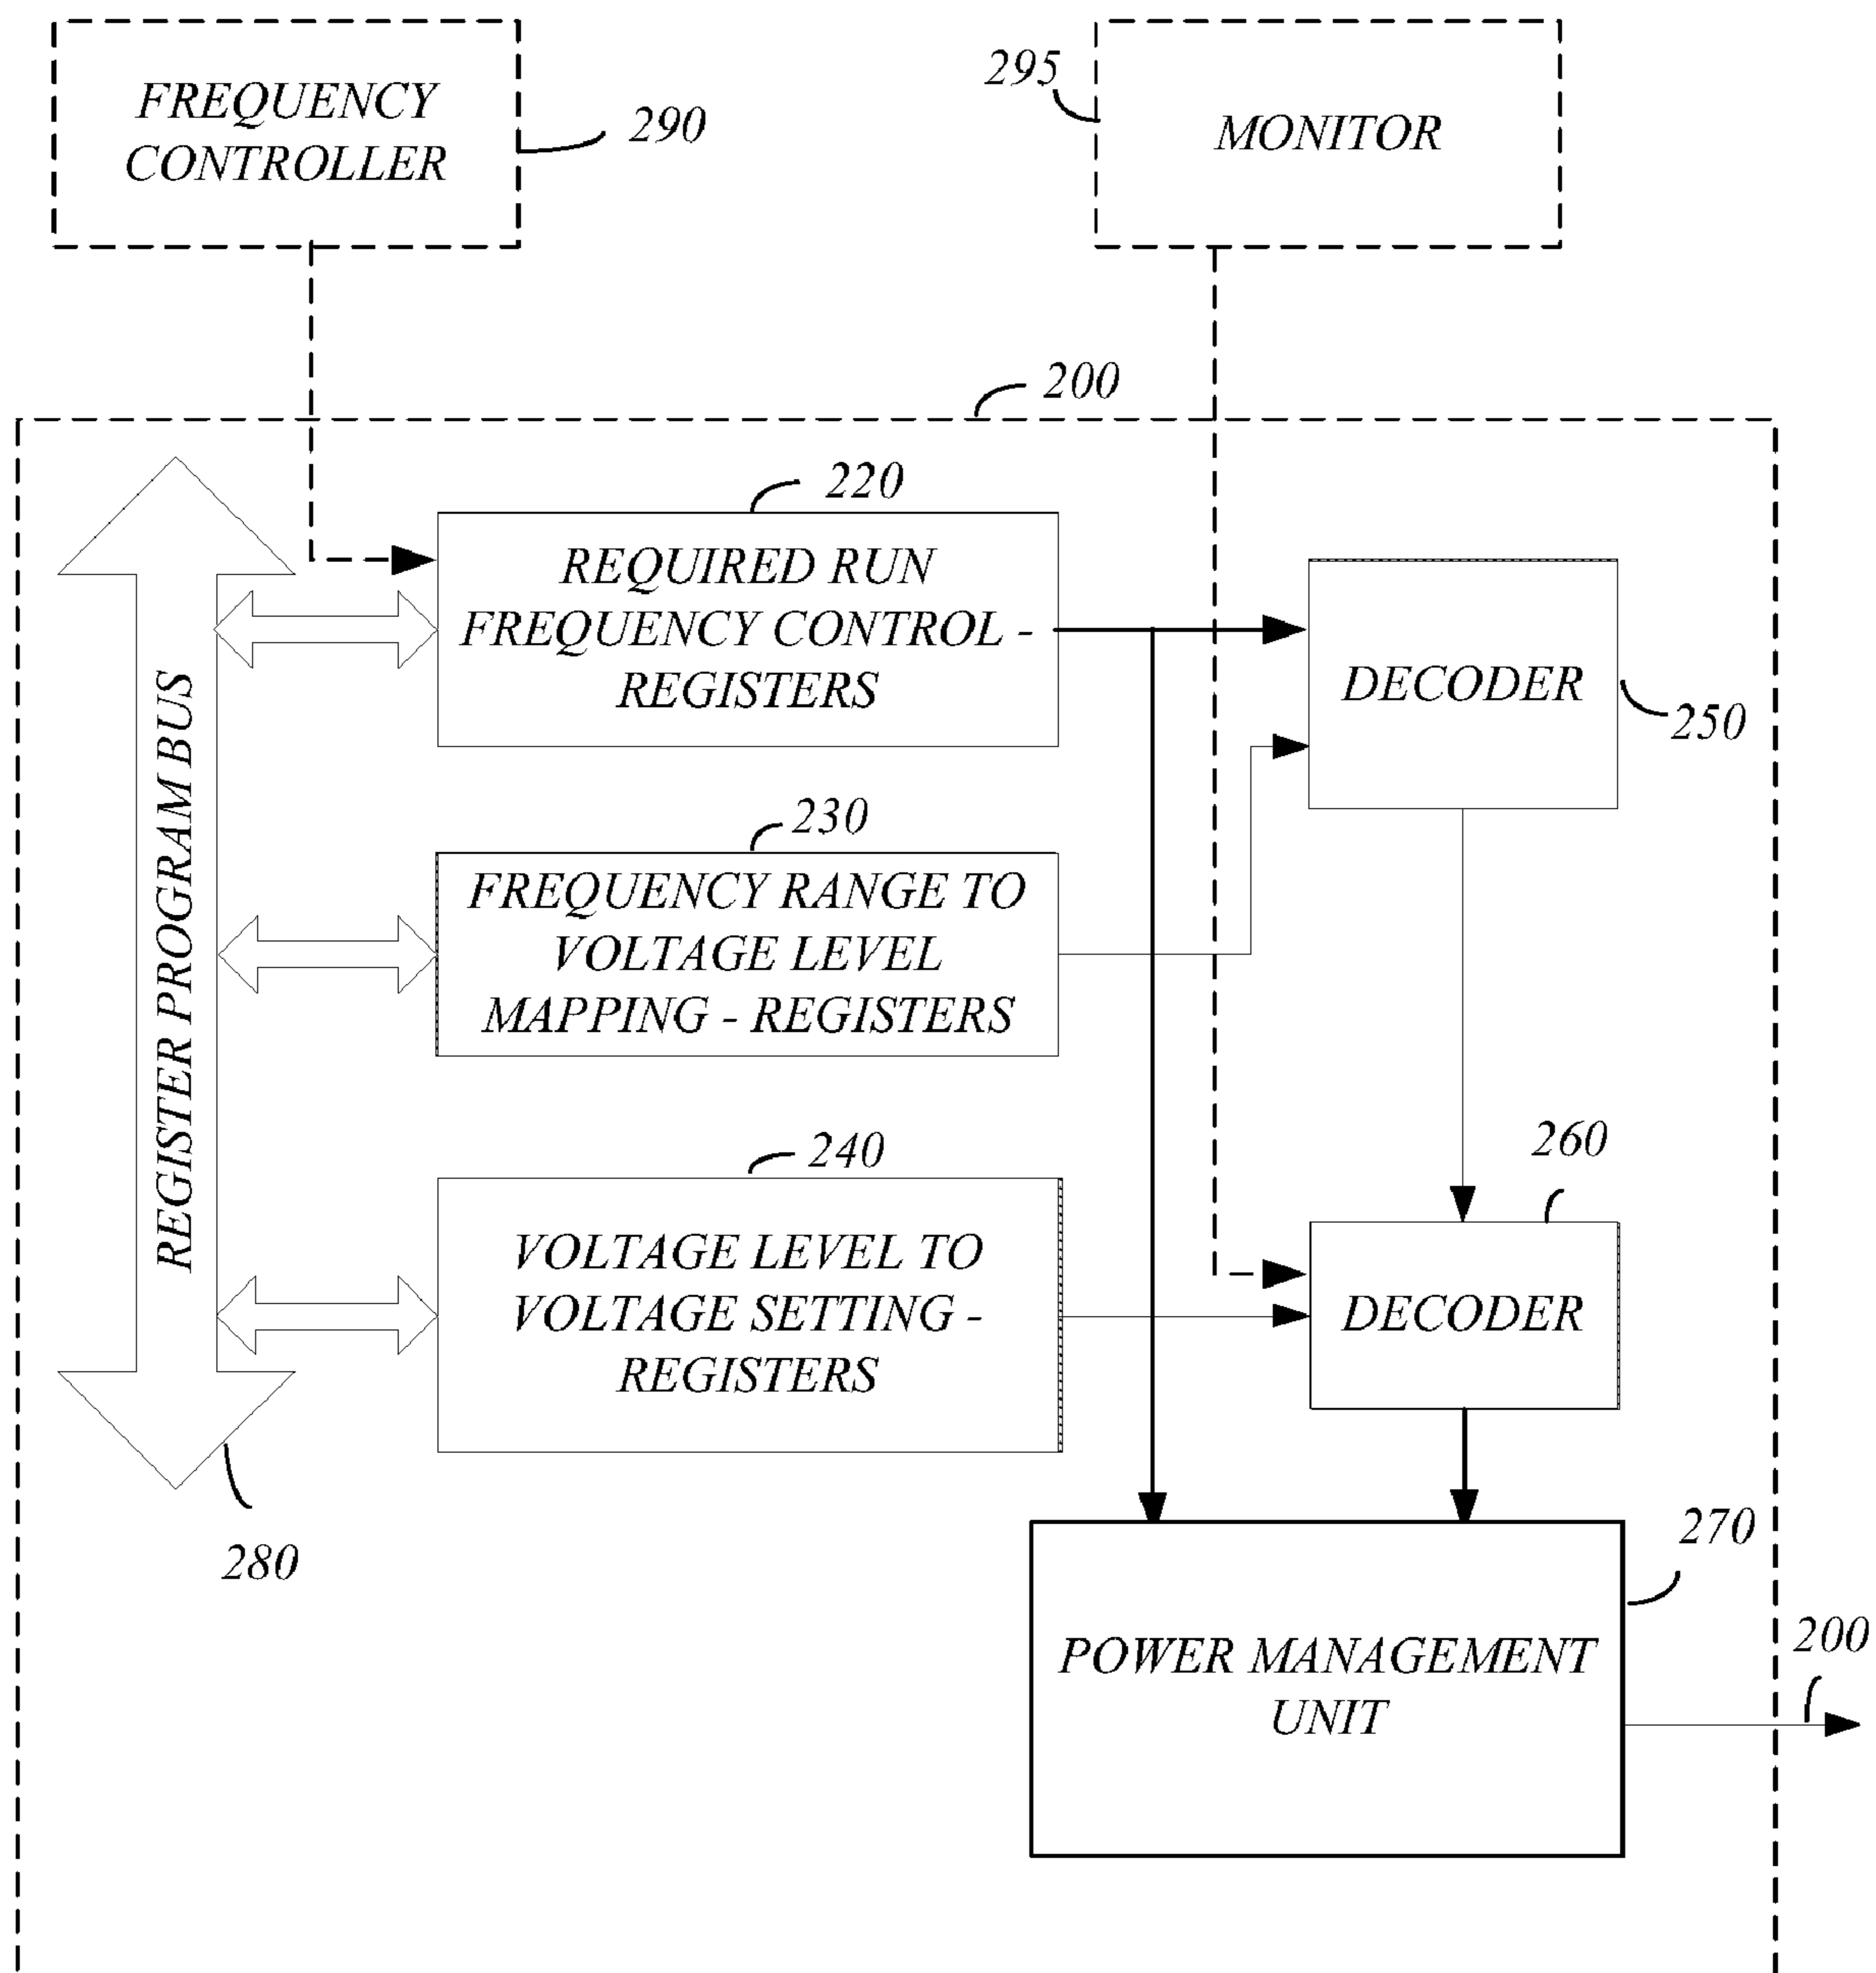 FREQUENCY
CONTROLLER
290
295
MONITOR
200
220
REQUIRED RUN
FREQUENCY CONTROL -
REGISTERS
DECODER
250
REGISTER PROGRAM BUS
230
FREQUENCY RANGE TO
VOLTAGE LEVEL
MAPPING - REGISTERS
240
VOLTAGE LEVEL TO
VOLTAGE SETTING -
REGISTERS
260
DECODER
280
270
POWER MANAGEMENT
UNIT
200